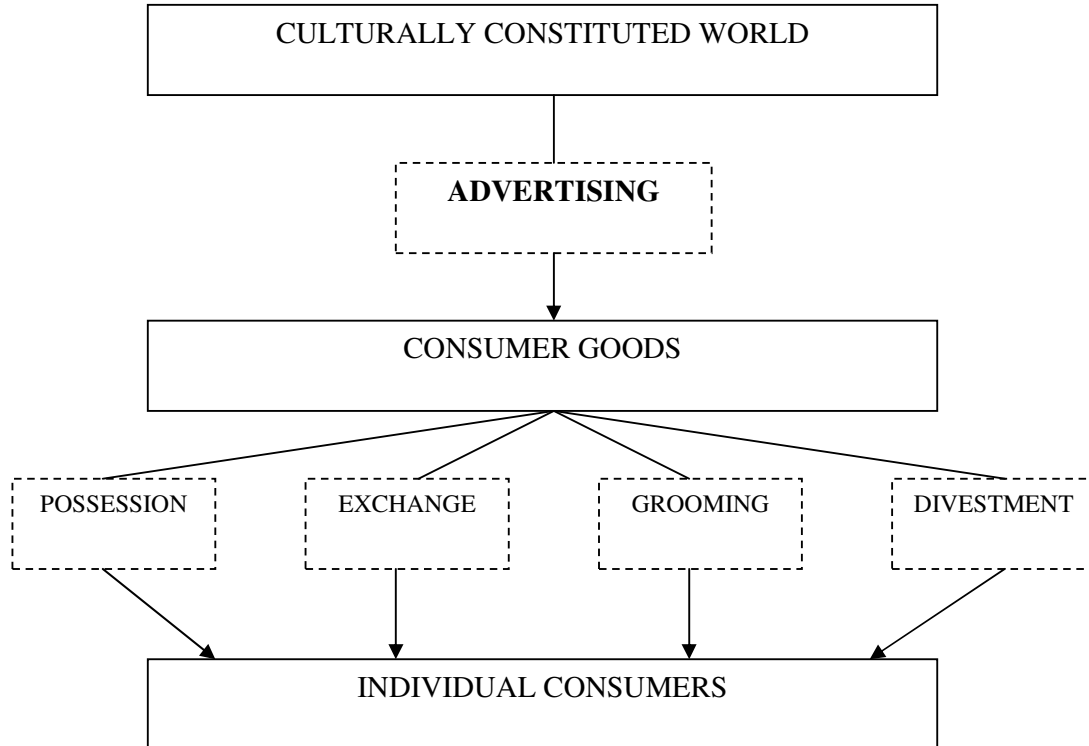 CULTURALLY CONSTITUTED WORLD
ADVERTISING
CONSUMER GOODS
POSSESSION
EXCHANGE
GROOMING
DIVESTMENT
INDIVIDUAL CONSUMERS